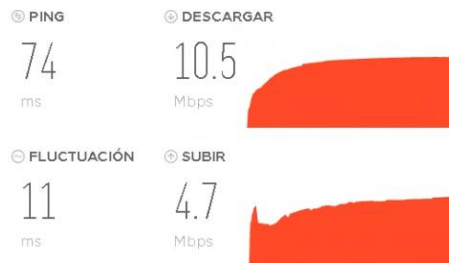 PING
DESCARGAR
74
10.5
ms
Mbps
FLUCTUACIÓN
SUBIR
11
4.7
ms
Mbps